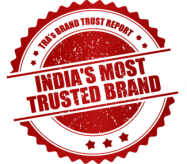 TRA'S BRAND TRUST REPORT
INDIA'S MOST
TRUSTED BRAND